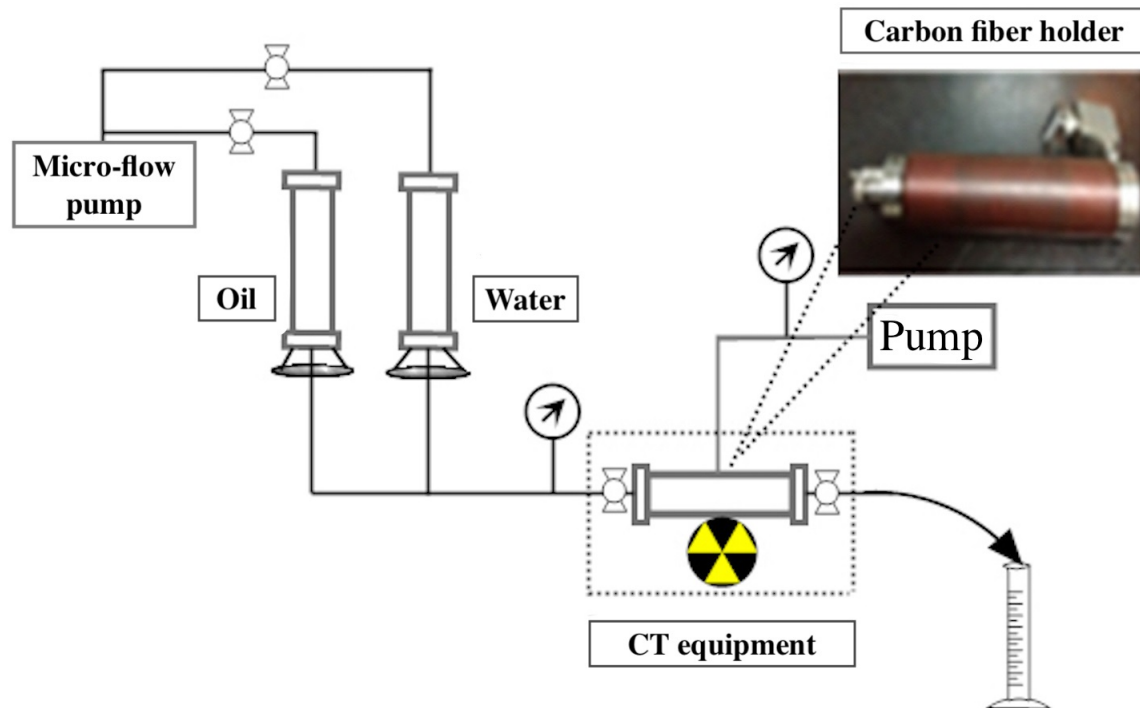 Carbon fiber holder
Micro-flow
pump
Oil
Water
Pump
CT equipment